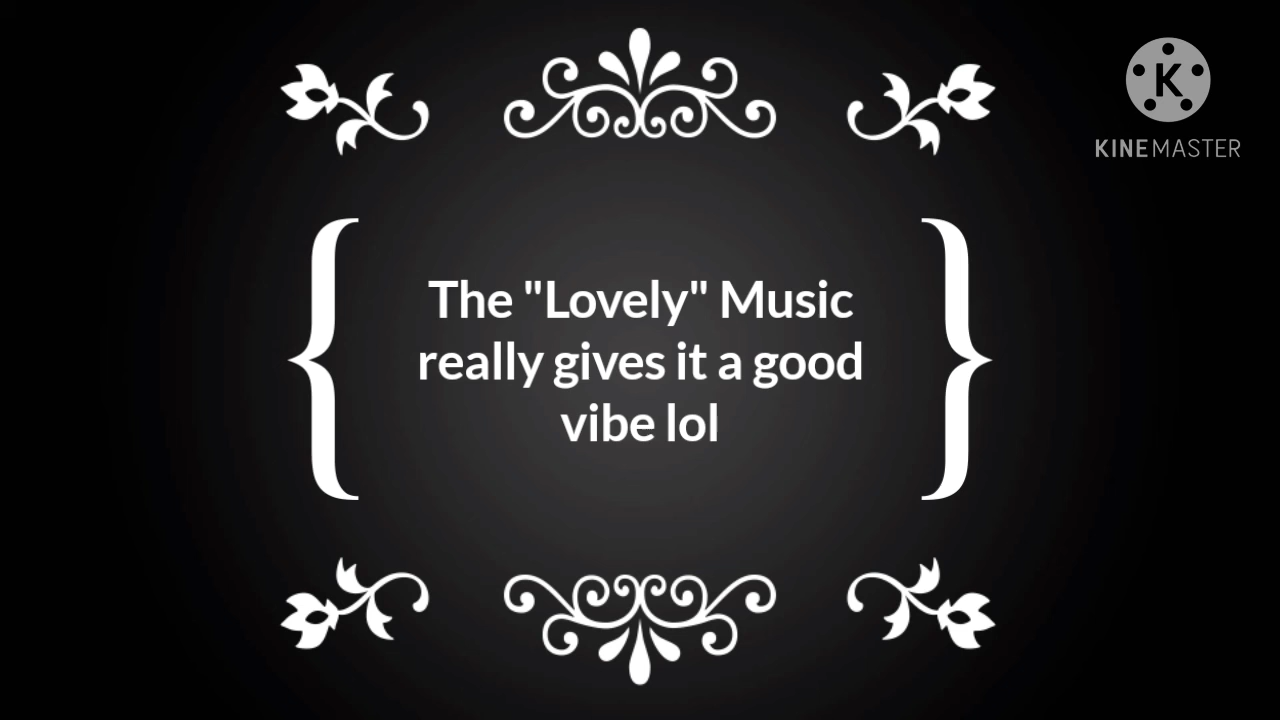 K
KINEMASTER
The "Lovely" Music
really gives it a good
vibe lol